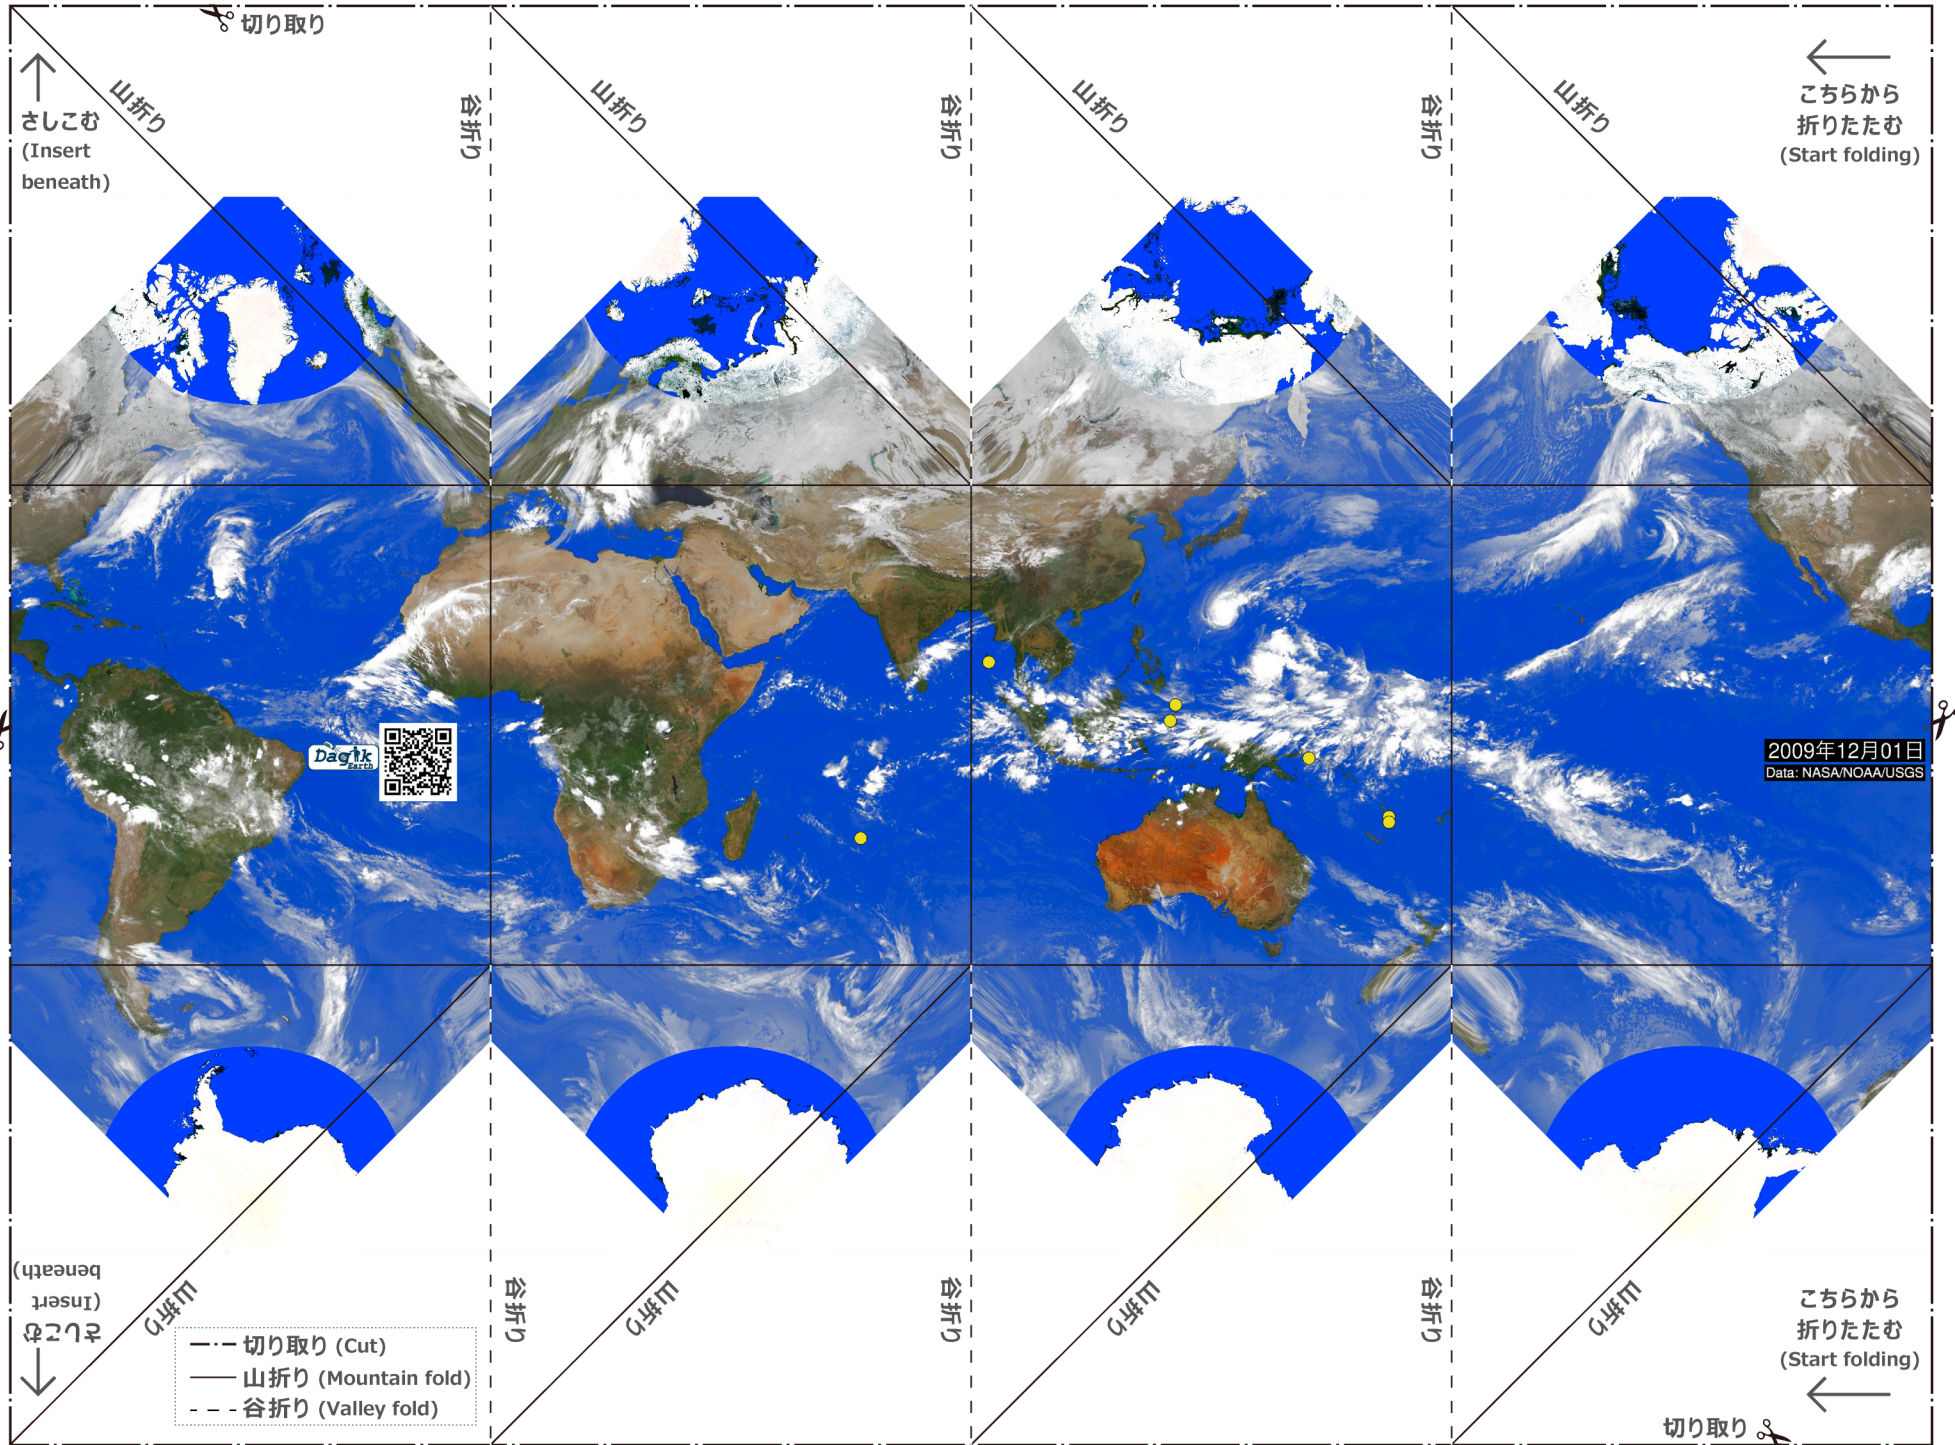 切り取り
さしこむ
(Insert
beneath)
山折り
谷折り
山折り
谷折り
山折り
谷折り
山折り
こちらから
折りたたむ
(Start folding)
Dagik
Earth
2009年12月01日
Data: NASA/NOAA/USGS
さしこむ
(Insert
beneath)
山折り
谷折り
山折り
谷折り
山折り
谷折り
山折り
こちらから
折りたたむ
(Start folding)
切り取り (Cut)
山折り (Mountain fold)
谷折り (Valley fold)
切り取り